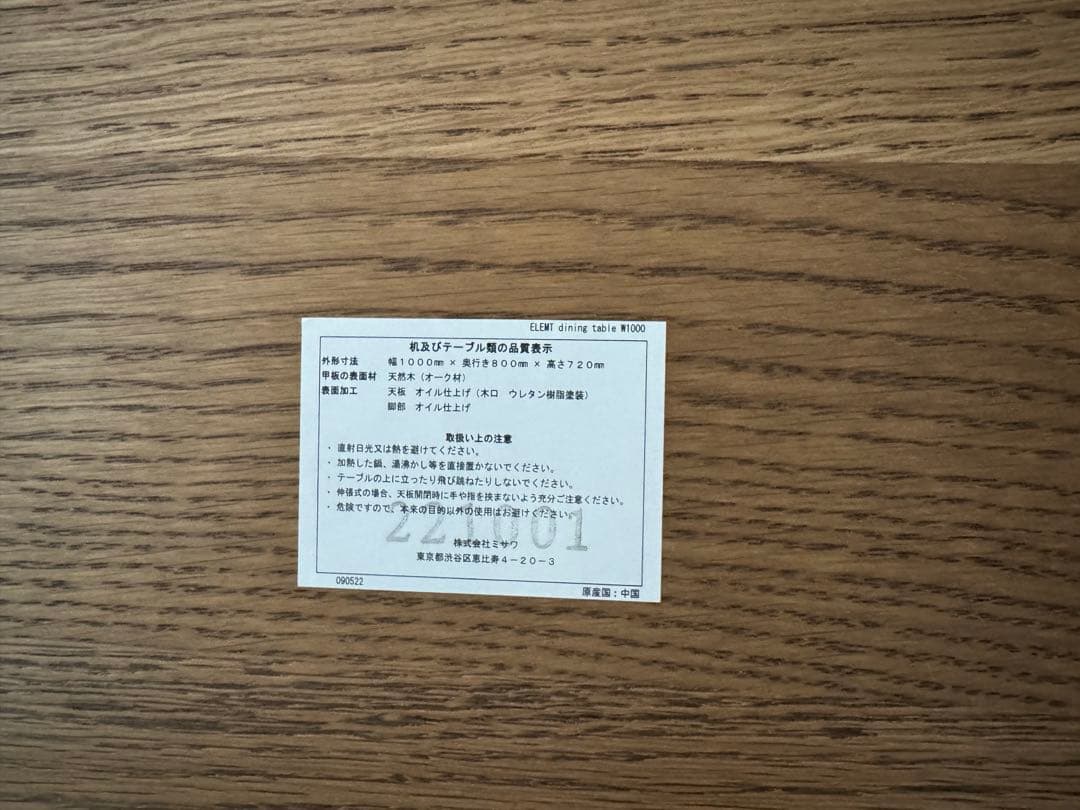 ELEMT dining table W1000
机及びテーブル類の品質表示
外形寸法 幅1000㎜ × 奥行き800㎜ × 高さ720㎜
甲板の表面材 天然木（オーク材）
表面加工 天板 オイル仕上げ（木口 ウレタン樹脂塗装）
脚部 オイル仕上げ
取扱い上の注意
・ 直射日光又は熱を避けてください。
・ 加熱した鍋、湯沸かし等を直接置かないでください。
・ テーブルの上に立ったり飛び跳ねたりしないでください。
・ 伸張式の場合、天板開閉時に手や指を挟まないよう充分ご注意ください。
・ 危険ですので、本来の目的以外の使用はお避けください。
221001
株式会社ミサワ
東京都渋谷区恵比寿4－20－3
090522
原産国：中国